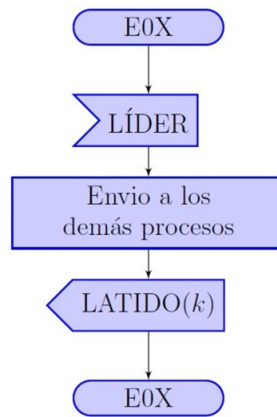 E0X
LÍDER
Envio a los
demás procesos
LATIDO(k)
E0X